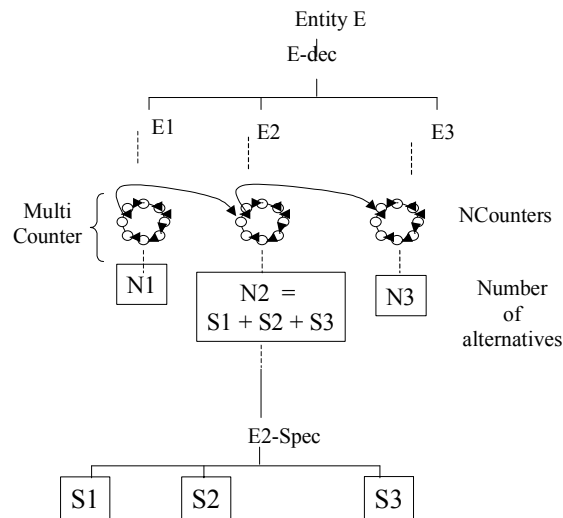 Entity E
E-dec
E1
E2
E3
Multi
Counter
NCounters
N1
N2 =
S1 + S2 + S3
N3
Number
of
alternatives
E2-Spec
S1
S2
S3